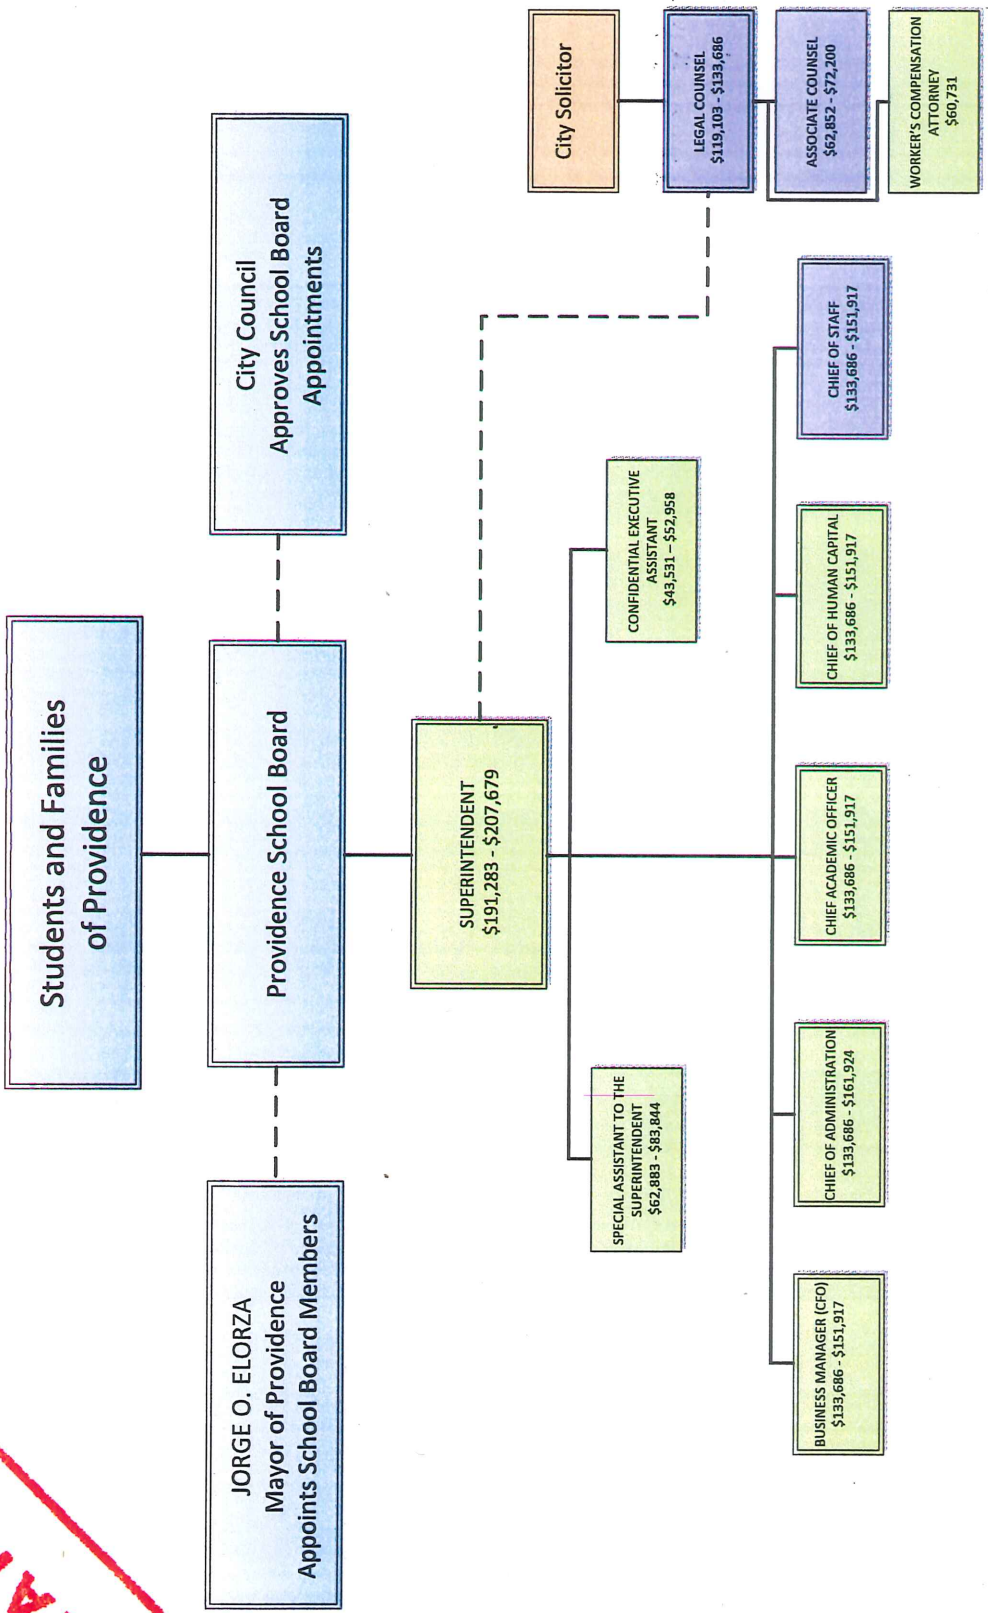 Students and Families
of Providence
JORGE O. ELORZA
Mayor of Providence
Appoints School Board Members
Providence School Board
City Council
Approves School Board
Appointments
SUPERINTENDENT
$191,283 - $207,679
City Solicitor
LEGAL COUNSEL
$119,103 - $133,686
ASSOCIATE COUNSEL
$62,852 - $72,200
WORKER'S COMPENSATION
ATTORNEY
$60,731
SPECIAL ASSISTANT TO THE
SUPERINTENDENT
$62,883 - $83,844
CONFIDENTIAL EXECUTIVE
ASSISTANT
$43,531 – $52,958
BUSINESS MANAGER (CFO)
$133,686 - $151,917
CHIEF OF ADMINISTRATION
$133,686 - $161,924
CHIEF ACADEMIC OFFICER
$133,686 - $151,917
CHIEF OF HUMAN CAPITAL
$133,686 - $151,917
CHIEF OF STAFF
$133,686 - $151,917